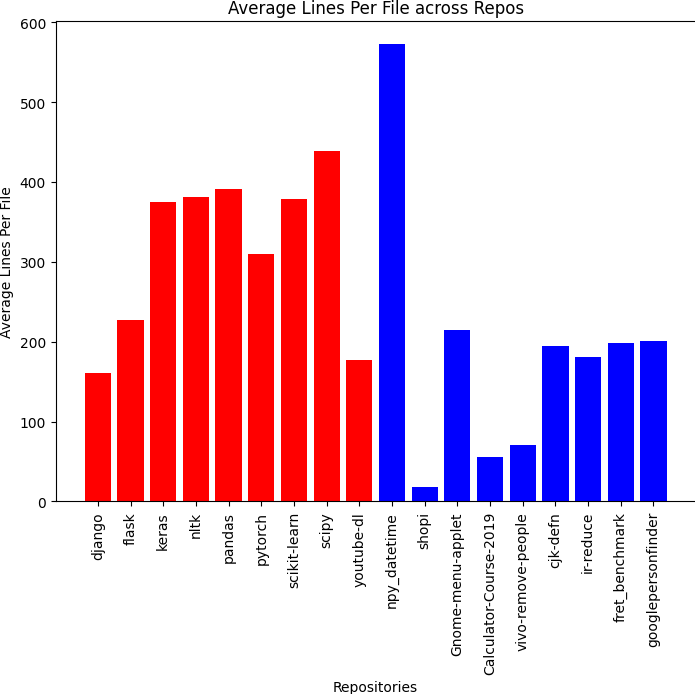 Average Lines Per File across Repos
Average Lines Per File
600
500
400
300
200
100
0
django
flask
keras
nltk
pandas
pytorch
scikit-learn
scipy
youtube-dl
npy_datetime
shopi
Gnome-menu-applet
Calculator-Course-2019
vivo-remove-people
cjk-defn
ir-reduce
fret_benchmark
googlepersonfinder
Repositories